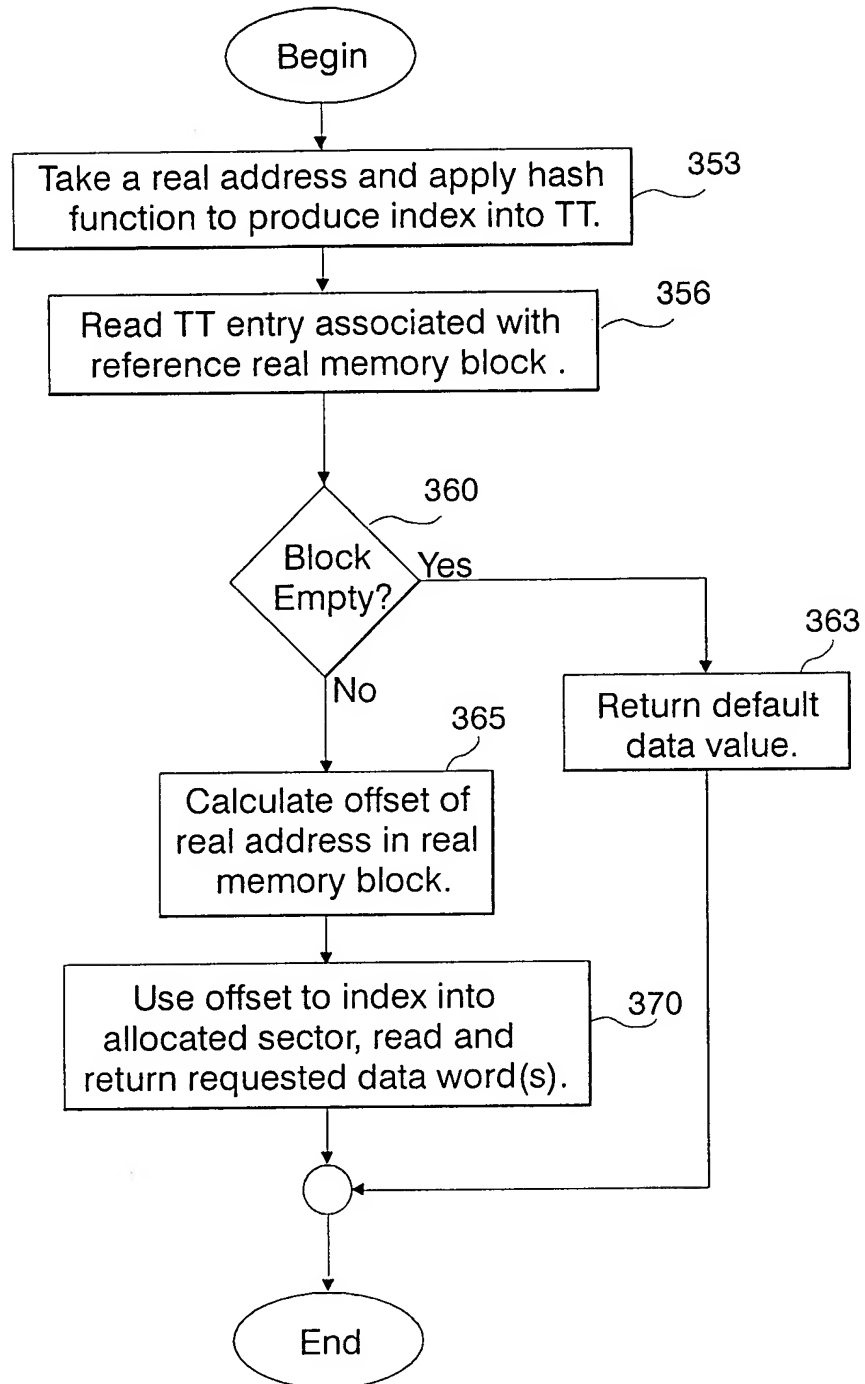 Begin
Take a real address and apply hash
function to produce index into TT.
353
Read TT entry associated with
reference real memory block .
356
360
Block
Empty?
Yes
No
363
Return default
data value.
365
Calculate offset of
real address in real
memory block.
Use offset to index into
allocated sector, read and
return requested data word(s).
370
End